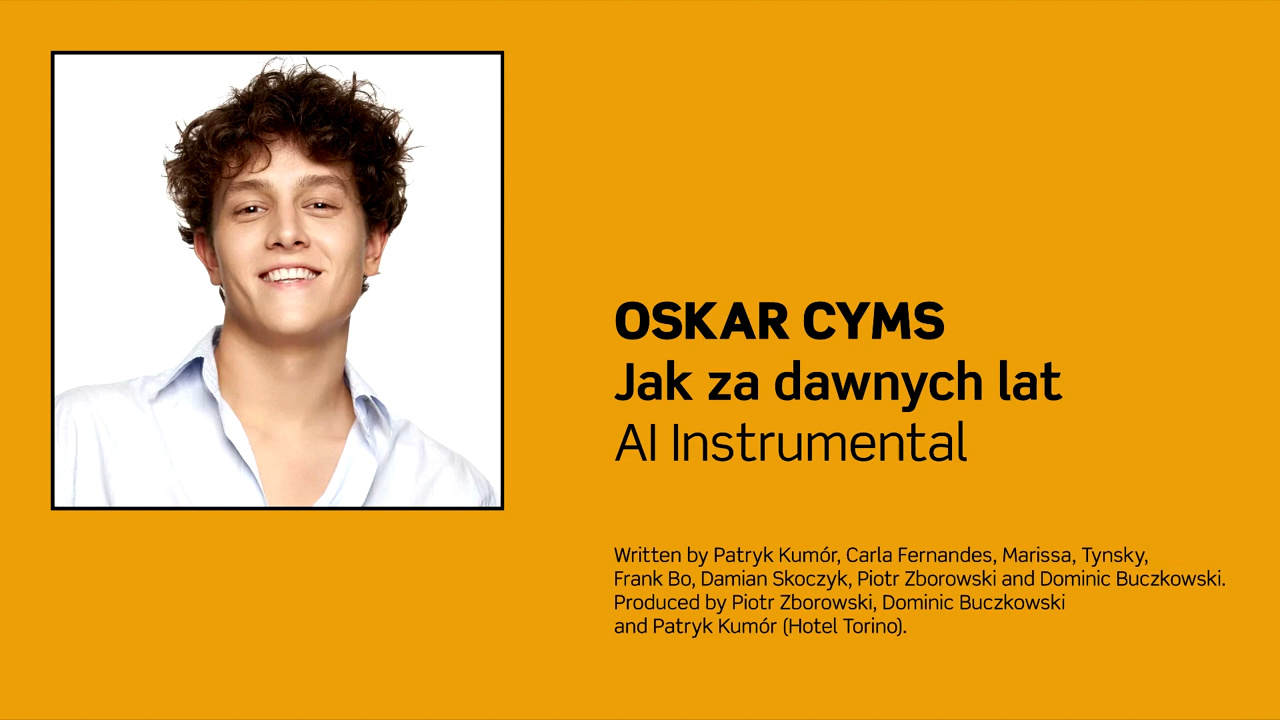 OSKAR CYMS
Jak za dawnych lat
AI Instrumental
Written by Patryk Kumór, Carla Fernandes, Marissa, Tynsky,
Frank Bo, Damian Skoczyk, Piotr Zborowski and Dominic Buczkowski.
Produced by Piotr Zborowski, Dominic Buczkowski
and Patryk Kumór (Hotel Torino).